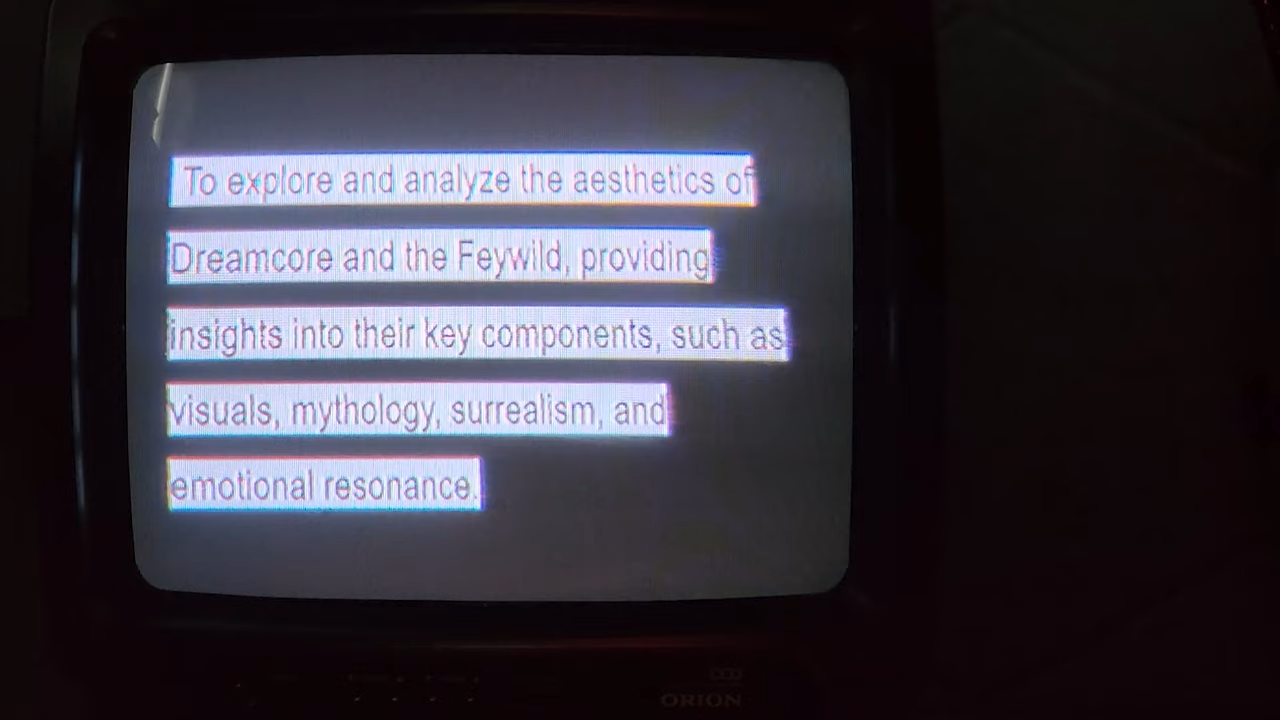 To explore and analyze the aesthetics of
Dreamcore and the Feywild, providing
insights into their key components, such as
visuals, mythology, surrealism, and
emotional resonance.
ORION